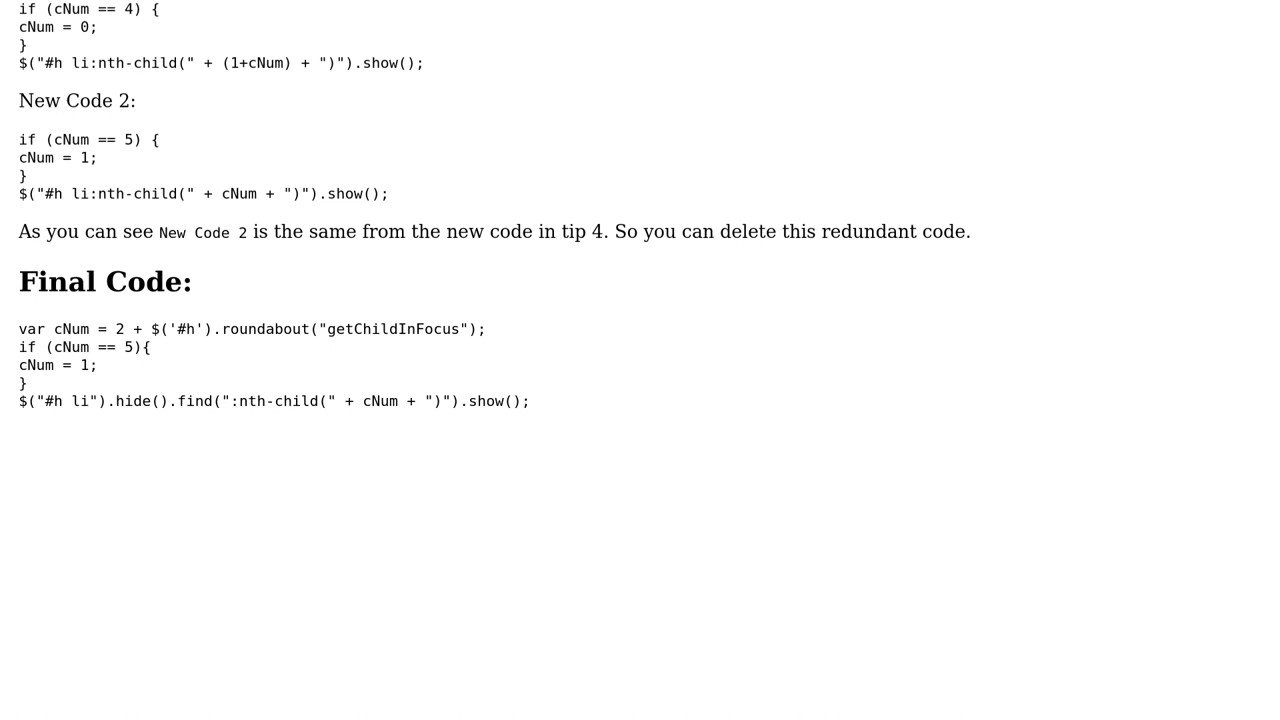 if (cNum == 4) {
cNum = 0;
}
$("#h li:nth-child(" + (1+cNum) + ")").show();
New Code 2:
if (cNum == 5) {
cNum = 1;
}
$("#h li:nth-child(" + cNum + ")").show();
As you can see New Code 2 is the same from the new code in tip 4. So you can delete this redundant code.
Final Code:
var cNum = 2 + $('#h').roundabout("getChildInFocus");
if (cNum == 5){
cNum = 1;
}
$("#h li").hide().find(":nth-child(" + cNum + ")").show();